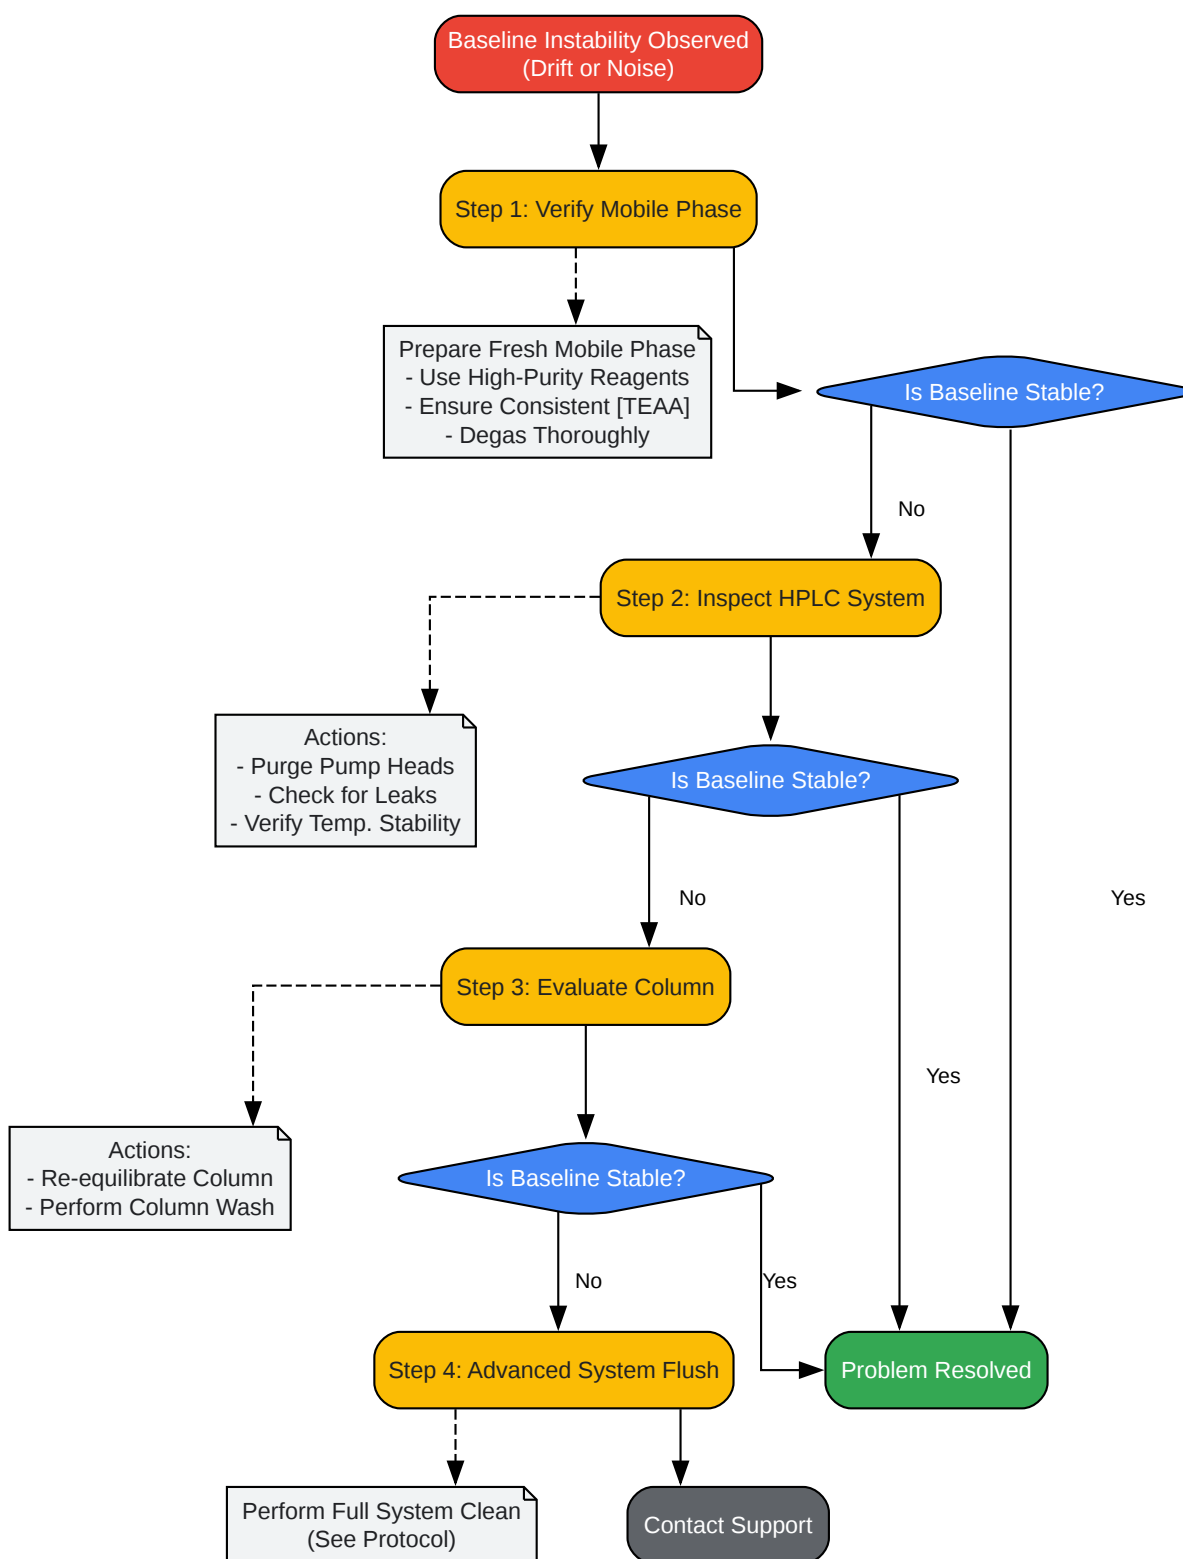 Baseline Instability Observed
(Drift or Noise)
Step 1: Verify Mobile Phase
Prepare Fresh Mobile Phase
- Use High-Purity Reagents
- Ensure Consistent [TEAA]
- Degas Thoroughly
Is Baseline Stable?
No
Step 2: Inspect HPLC System
Actions:
- Purge Pump Heads
- Check for Leaks
- Verify Temp. Stability
Is Baseline Stable?
No
Yes
Step 3: Evaluate Column
Yes
Actions:
- Re-equilibrate Column
- Perform Column Wash
Is Baseline Stable?
No
Yes
Step 4: Advanced System Flush
Problem Resolved
Perform Full System Clean
(See Protocol)
Contact Support